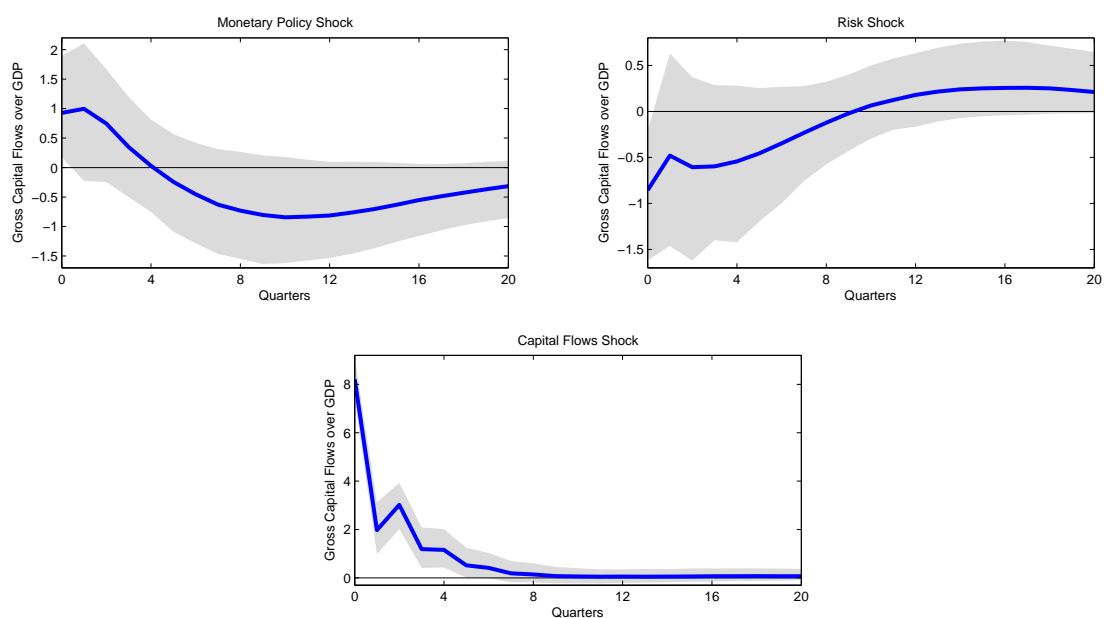 Monetary Policy Shock
Gross Capital Flows over GDP
2
1.5
1
0.5
0
−0.5
−1
−1.5
0 4 8 12 16 20
Quarters
Risk Shock
Gross Capital Flows over GDP
0.5
0
−0.5
−1
−1.5
0 4 8 12 16 20
Quarters
Capital Flows Shock
Gross Capital Flows over GDP
8
6
4
2
0
0 4 8 12 16 20
Quarters